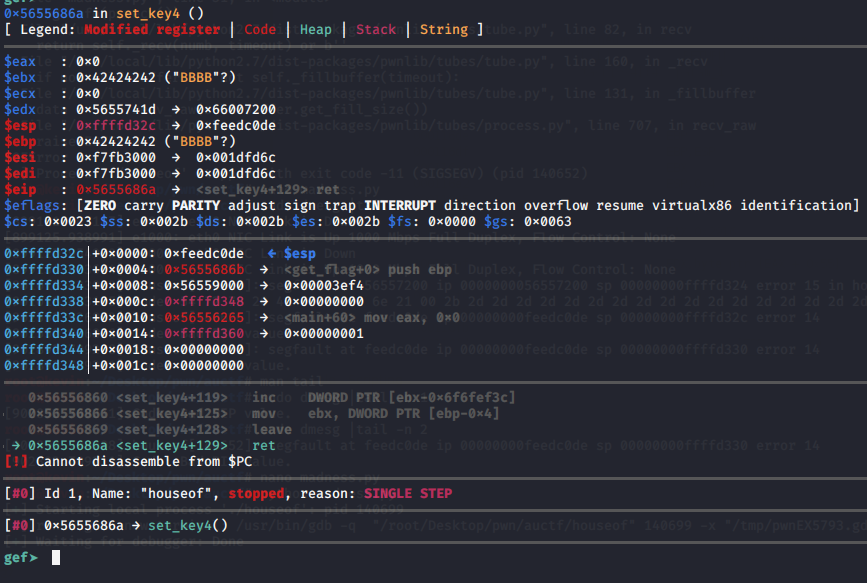 0×5655686a in set_key4 ()
[ Legend: Modified register | Code | Heap | Stack | String ]
$eax : 0×0
$ebx : 0×42424242 ("BBBB"?)
$ecx : 0×0
$edx : 0×5655741d → 0×66007200
$esp : 0×ffffd32c → 0×feedc0de
$ebp : 0×42424242 ("BBBB"?)
$esi : 0×f7fb3000 → 0×001dfd6c
$edi : 0×f7fb3000 → 0×001dfd6c
$eip : 0×5655686a → <set_key4+129> ret
$eflags: [ZERO carry PARITY adjust sign trap INTERRUPT direction overflow resume virtualx86 identification]
$cs: 0×0023 $ss: 0×002b $ds: 0×002b $es: 0×002b $fs: 0×0000 $gs: 0×0063
0×ffffd32c│+0×0000: 0×feedc0de ← $esp
0×ffffd330│+0×0004: 0×5655686b → <get_flag+0> push ebp
0×ffffd334│+0×0008: 0×56559000 → 0×00003ef4
0×ffffd338│+0×000c: 0×ffffd348 → 0×00000000
0×ffffd33c│+0×0010: 0×56556265 → <main+60> mov eax, 0×0
0×ffffd340│+0×0014: 0×ffffd360 → 0×00000001
0×ffffd344│+0×0018: 0×00000000
0×ffffd348│+0×001c: 0×00000000
0×56556860 <set_key4+119> inc DWORD PTR [ebx-0×6f6fef3c]
0×56556866 <set_key4+125> mov ebx, DWORD PTR [ebp-0×4]
0×56556869 <set_key4+128> leave
→ 0×5655686a <set_key4+129> ret
[!] Cannot disassemble from $PC
[#0] Id 1, Name: "houseof", stopped, reason: SINGLE STEP
[#0] 0×5655686a → set_key4()
gef➤